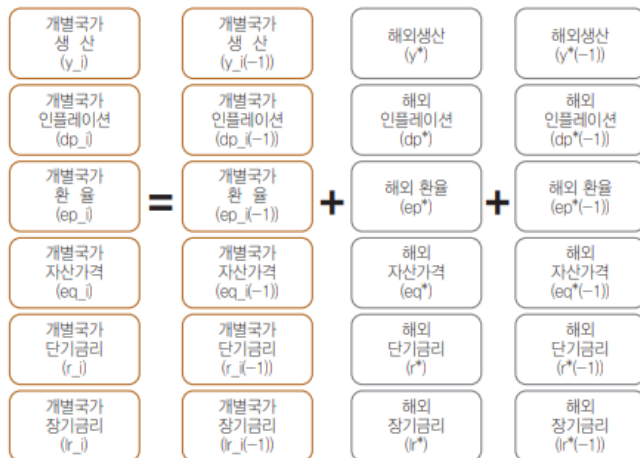 개별국가
생 산
(y_i)
개별국가
생 산
(y_i(−1))
해외생산
(y*)
해외생산
(y*(−1))
개별국가
인플레이션
(dp_i)
개별국가
인플레이션
(dp_i(−1))
해외
인플레이션
(dp*)
해외
인플레이션
(dp*(−1))
개별국가
환 율
(ep_i)
=
개별국가
환 율
(ep_i(−1))
+
해외 환율
(ep*)
+
해외 환율
(ep*(−1))
개별국가
자산가격
(eq_i)
개별국가
자산가격
(eq_i(−1))
해외
자산가격
(eq*)
해외
자산가격
(eq*(−1))
개별국가
단기금리
(r_i)
개별국가
단기금리
(r_i(−1))
해외
단기금리
(r*)
해외
단기금리
(r*(−1))
개별국가
장기금리
(lr_i)
개별국가
장기금리
(lr_i(−1))
해외
장기금리
(lr*)
해외
장기금리
(lr*(−1))